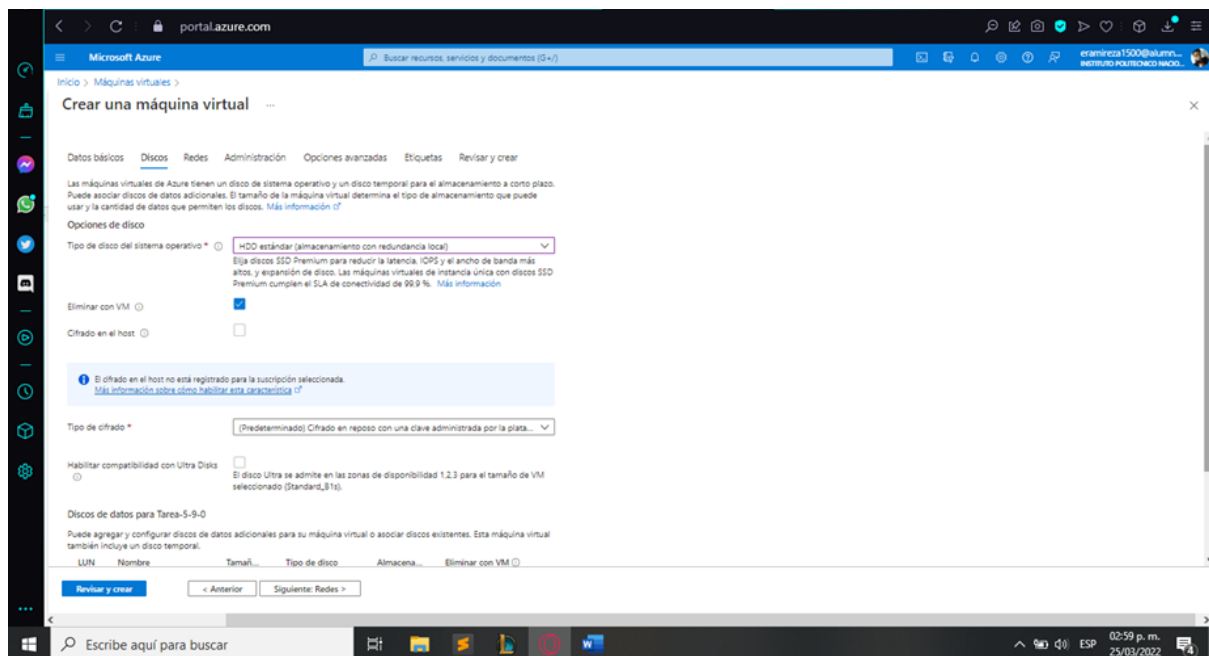 portal.azure.com
Microsoft Azure
Buscar recursos, servicios y documentos (G+/)
eramireza1500@alumn...
INSTITUTO POLITECNICO NACIO...
Inicio > Máquinas virtuales >
Crear una máquina virtual ...
Datos básicos Discos Redes Administración Opciones avanzadas Etiquetas Revisar y crear
Las máquinas virtuales de Azure tienen un disco de sistema operativo y un disco temporal para el almacenamiento a corto plazo.
Puede asociar discos de datos adicionales. El tamaño de la máquina virtual determina el tipo de almacenamiento que puede
usar y la cantidad de datos que permiten los discos. Más información
Opciones de disco
Tipo de disco del sistema operativo *
HDD estándar (almacenamiento con redundancia local)
Elija discos SSD Premium para reducir la latencia, IOPS y el ancho de banda más
altos, y expansión de disco. Las máquinas virtuales de instancia única con discos SSD
Premium cumplen el SLA de conectividad de 99,9 %. Más información
Eliminar con VM
Cifrado en el host
El cifrado en el host no está registrado para la suscripción seleccionada.
Más información sobre cómo habilitar esta característica
Tipo de cifrado *
(Predeterminado) Cifrado en reposo con una clave administrada por la plata...
Habilitar compatibilidad con Ultra Disks
El disco Ultra se admite en las zonas de disponibilidad 1,2,3 para el tamaño de VM
seleccionado (Standard_B1s).
Discos de datos para Tarea-5-9-0
Puede agregar y configurar discos de datos adicionales para su máquina virtual o asociar discos existentes. Esta máquina virtual
también incluye un disco temporal.
LUN Nombre Tamañ... Tipo de disco Almacena... Eliminar con VM
Revisar y crear < Anterior Siguiente: Redes >
Escribe aquí para buscar
ESP
02:59 p. m.
25/03/2022
4